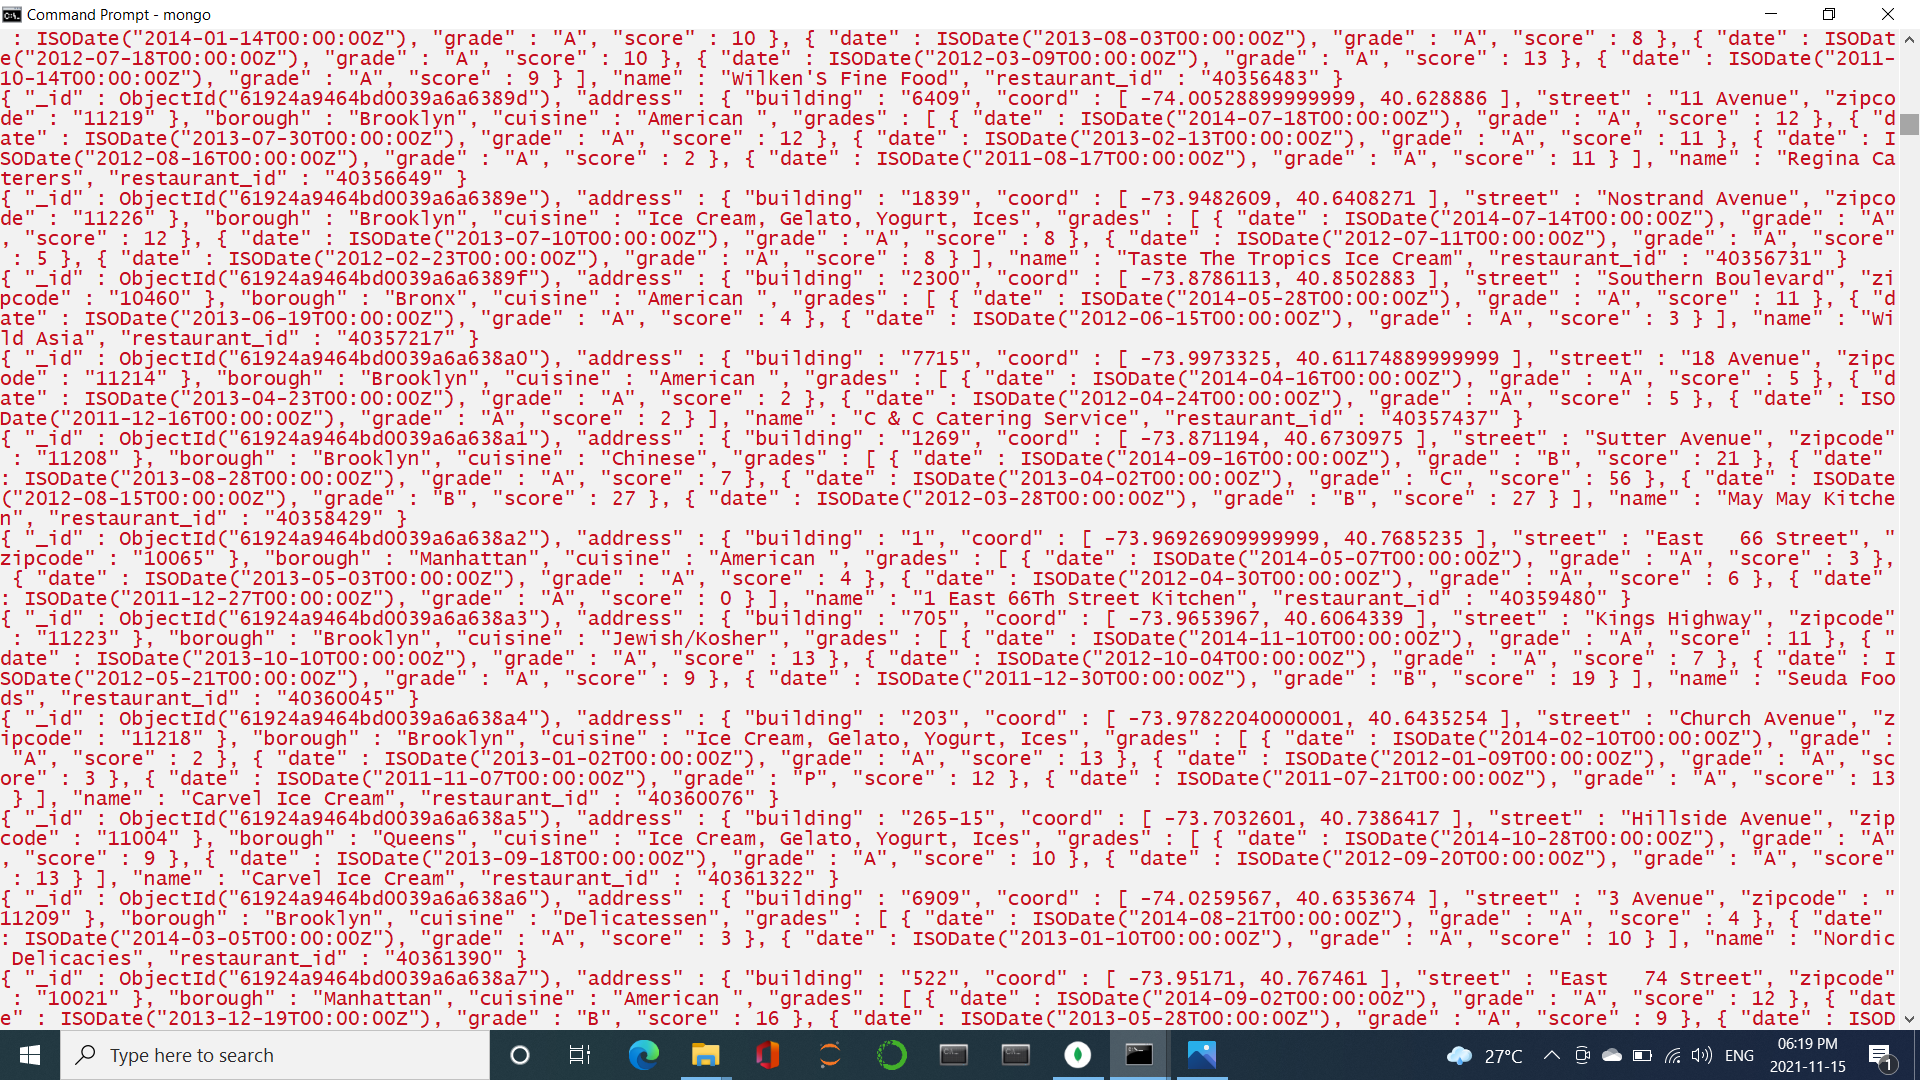 Command Prompt - mongo
 : ISODate("2014-01-14T00:00:00Z"), "grade" : "A", "score" : 10 }, { "date" : ISODate("2013-08-03T00:00:00Z"), "grade" : "A", "score" : 8 }, { "date" : ISODat
e("2012-07-18T00:00:00Z"), "grade" : "A", "score" : 10 }, { "date" : ISODate("2012-03-09T00:00:00Z"), "grade" : "A", "score" : 13 }, { "date" : ISODate("2011-
10-14T00:00:00Z"), "grade" : "A", "score" : 9 } ], "name" : "Wilken'S Fine Food", "restaurant_id" : "40356483" }
{ "_id" : ObjectId("61924a9464bd0039a6a6389d"), "address" : { "building" : "6409", "coord" : [ -74.00528899999999, 40.628886 ], "street" : "11 Avenue", "zipco
de" : "11219" }, "borough" : "Brooklyn", "cuisine" : "American ", "grades" : [ { "date" : ISODate("2014-07-18T00:00:00Z"), "grade" : "A", "score" : 12 }, { "d
ate" : ISODate("2013-07-30T00:00:00Z"), "grade" : "A", "score" : 12 }, { "date" : ISODate("2013-02-13T00:00:00Z"), "grade" : "A", "score" : 11 }, { "date" : I
SODate("2012-08-16T00:00:00Z"), "grade" : "A", "score" : 2 }, { "date" : ISODate("2011-08-17T00:00:00Z"), "grade" : "A", "score" : 11 } ], "name" : "Regina Ca
terers", "restaurant_id" : "40356649" }
{ "_id" : ObjectId("61924a9464bd0039a6a6389e"), "address" : { "building" : "1839", "coord" : [ -73.9482609, 40.6408271 ], "street" : "Nostrand Avenue", "zipco
de" : "11226" }, "borough" : "Brooklyn", "cuisine" : "Ice Cream, Gelato, Yogurt, Ices", "grades" : [ { "date" : ISODate("2014-07-14T00:00:00Z"), "grade" : "A"
, "score" : 12 }, { "date" : ISODate("2013-07-10T00:00:00Z"), "grade" : "A", "score" : 8 }, { "date" : ISODate("2012-07-11T00:00:00Z"), "grade" : "A", "score"
 : 5 }, { "date" : ISODate("2012-02-23T00:00:00Z"), "grade" : "A", "score" : 8 } ], "name" : "Taste The Tropics Ice Cream", "restaurant_id" : "40356731" }
{ "_id" : ObjectId("61924a9464bd0039a6a6389f"), "address" : { "building" : "2300", "coord" : [ -73.8786113, 40.8502883 ], "street" : "Southern Boulevard", "zi
pcode" : "10460" }, "borough" : "Bronx", "cuisine" : "American ", "grades" : [ { "date" : ISODate("2014-05-28T00:00:00Z"), "grade" : "A", "score" : 11 }, { "d
ate" : ISODate("2013-06-19T00:00:00Z"), "grade" : "A", "score" : 4 }, { "date" : ISODate("2012-06-15T00:00:00Z"), "grade" : "A", "score" : 3 } ], "name" : "Wi
ld Asia", "restaurant_id" : "40357217" }
{ "_id" : ObjectId("61924a9464bd0039a6a638a0"), "address" : { "building" : "7715", "coord" : [ -73.9973325, 40.61174889999999 ], "street" : "18 Avenue", "zipc
ode" : "11214" }, "borough" : "Brooklyn", "cuisine" : "American ", "grades" : [ { "date" : ISODate("2014-04-16T00:00:00Z"), "grade" : "A", "score" : 5 }, { "d
ate" : ISODate("2013-04-23T00:00:00Z"), "grade" : "A", "score" : 2 }, { "date" : ISODate("2012-04-24T00:00:00Z"), "grade" : "A", "score" : 5 }, { "date" : ISO
Date("2011-12-16T00:00:00Z"), "grade" : "A", "score" : 2 } ], "name" : "C & C Catering Service", "restaurant_id" : "40357437" }
{ "_id" : ObjectId("61924a9464bd0039a6a638a1"), "address" : { "building" : "1269", "coord" : [ -73.871194, 40.6730975 ], "street" : "Sutter Avenue", "zipcode"
 : "11208" }, "borough" : "Brooklyn", "cuisine" : "Chinese", "grades" : [ { "date" : ISODate("2014-09-16T00:00:00Z"), "grade" : "B", "score" : 21 }, { "date"
: ISODate("2013-08-28T00:00:00Z"), "grade" : "A", "score" : 7 }, { "date" : ISODate("2013-04-02T00:00:00Z"), "grade" : "C", "score" : 56 }, { "date" : ISODate
("2012-08-15T00:00:00Z"), "grade" : "B", "score" : 27 }, { "date" : ISODate("2012-03-28T00:00:00Z"), "grade" : "B", "score" : 27 } ], "name" : "May May Kitche
n", "restaurant_id" : "40358429" }
{ "_id" : ObjectId("61924a9464bd0039a6a638a2"), "address" : { "building" : "1", "coord" : [ -73.96926909999999, 40.7685235 ], "street" : "East   66 Street", "
zipcode" : "10065" }, "borough" : "Manhattan", "cuisine" : "American ", "grades" : [ { "date" : ISODate("2014-05-07T00:00:00Z"), "grade" : "A", "score" : 3 },
 { "date" : ISODate("2013-05-03T00:00:00Z"), "grade" : "A", "score" : 4 }, { "date" : ISODate("2012-04-30T00:00:00Z"), "grade" : "A", "score" : 6 }, { "date"
: ISODate("2011-12-27T00:00:00Z"), "grade" : "A", "score" : 0 } ], "name" : "1 East 66Th Street Kitchen", "restaurant_id" : "40359480" }
{ "_id" : ObjectId("61924a9464bd0039a6a638a3"), "address" : { "building" : "705", "coord" : [ -73.9653967, 40.6064339 ], "street" : "Kings Highway", "zipcode"
 : "11223" }, "borough" : "Brooklyn", "cuisine" : "Jewish/Kosher", "grades" : [ { "date" : ISODate("2014-11-10T00:00:00Z"), "grade" : "A", "score" : 11 }, { "
date" : ISODate("2013-10-10T00:00:00Z"), "grade" : "A", "score" : 13 }, { "date" : ISODate("2012-10-04T00:00:00Z"), "grade" : "A", "score" : 7 }, { "date" : I
SODate("2012-05-21T00:00:00Z"), "grade" : "A", "score" : 9 }, { "date" : ISODate("2011-12-30T00:00:00Z"), "grade" : "B", "score" : 19 } ], "name" : "Seuda Foo
ds", "restaurant_id" : "40360045" }
{ "_id" : ObjectId("61924a9464bd0039a6a638a4"), "address" : { "building" : "203", "coord" : [ -73.97822040000001, 40.6435254 ], "street" : "Church Avenue", "z
ipcode" : "11218" }, "borough" : "Brooklyn", "cuisine" : "Ice Cream, Gelato, Yogurt, Ices", "grades" : [ { "date" : ISODate("2014-02-10T00:00:00Z"), "grade" :
 "A", "score" : 2 }, { "date" : ISODate("2013-01-02T00:00:00Z"), "grade" : "A", "score" : 13 }, { "date" : ISODate("2012-01-09T00:00:00Z"), "grade" : "A", "sc
ore" : 3 }, { "date" : ISODate("2011-11-07T00:00:00Z"), "grade" : "P", "score" : 12 }, { "date" : ISODate("2011-07-21T00:00:00Z"), "grade" : "A", "score" : 13
 } ], "name" : "Carvel Ice Cream", "restaurant_id" : "40360076" }
{ "_id" : ObjectId("61924a9464bd0039a6a638a5"), "address" : { "building" : "265-15", "coord" : [ -73.7032601, 40.7386417 ], "street" : "Hillside Avenue", "zip
code" : "11004" }, "borough" : "Queens", "cuisine" : "Ice Cream, Gelato, Yogurt, Ices", "grades" : [ { "date" : ISODate("2014-10-28T00:00:00Z"), "grade" : "A"
, "score" : 9 }, { "date" : ISODate("2013-09-18T00:00:00Z"), "grade" : "A", "score" : 10 }, { "date" : ISODate("2012-09-20T00:00:00Z"), "grade" : "A", "score"
 : 13 } ], "name" : "Carvel Ice Cream", "restaurant_id" : "40361322" }
{ "_id" : ObjectId("61924a9464bd0039a6a638a6"), "address" : { "building" : "6909", "coord" : [ -74.0259567, 40.6353674 ], "street" : "3 Avenue", "zipcode" : "
11209" }, "borough" : "Brooklyn", "cuisine" : "Delicatessen", "grades" : [ { "date" : ISODate("2014-08-21T00:00:00Z"), "grade" : "A", "score" : 4 }, { "date"
: ISODate("2014-03-05T00:00:00Z"), "grade" : "A", "score" : 3 }, { "date" : ISODate("2013-01-10T00:00:00Z"), "grade" : "A", "score" : 10 } ], "name" : "Nordic
 Delicacies", "restaurant_id" : "40361390" }
{ "_id" : ObjectId("61924a9464bd0039a6a638a7"), "address" : { "building" : "522", "coord" : [ -73.95171, 40.767461 ], "street" : "East   74 Street", "zipcode"
 : "10021" }, "borough" : "Manhattan", "cuisine" : "American ", "grades" : [ { "date" : ISODate("2014-09-02T00:00:00Z"), "grade" : "A", "score" : 12 }, { "dat
e" : ISODate("2013-12-19T00:00:00Z"), "grade" : "B", "score" : 16 }, { "date" : ISODate("2013-05-28T00:00:00Z"), "grade" : "A", "score" : 9 }, { "date" : ISOD
Type here to search
27°C
ENG
06:19 PM
2021-11-15
1